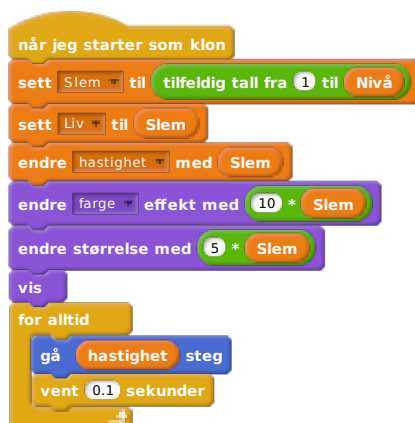 når jeg starter som klon
sett Slem til tilfeldig tall fra 1 til Nivå
sett Liv til Slem
endre hastighet med Slem
endre farge effekt med 10 * Slem
endre størrelse med 5 * Slem
vis
for alltid
gå hastighet steg
vent 0.1 sekunder